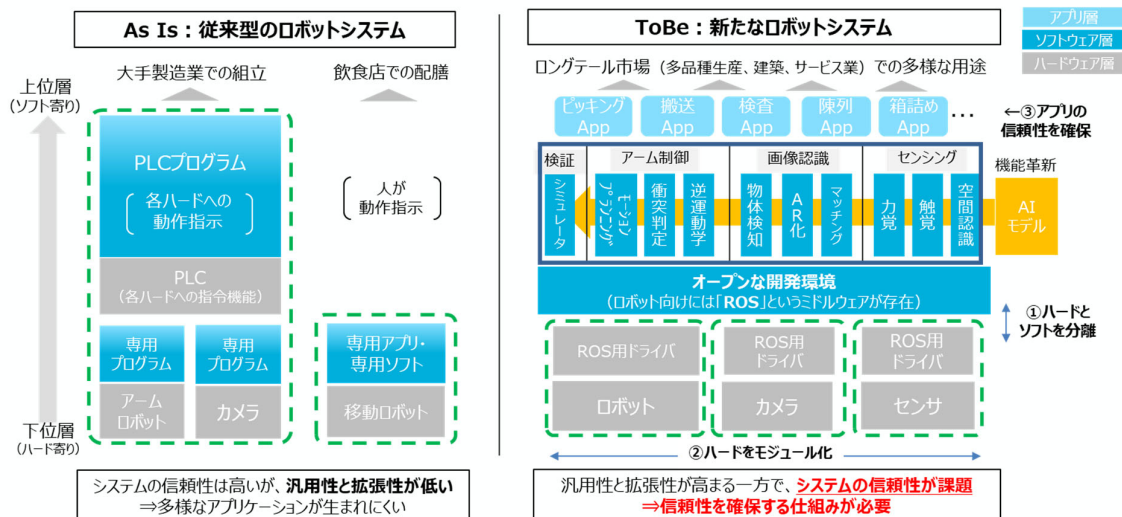 As Is:従来型のロボットシステム
上位層
(ソフト寄り)
下位層
(ハード寄り)
大手製造業での組立
飲食店での配膳
PLCプログラム
各ハードへの
動作指示
PLC
(各ハードへの指令機能)
専用
プログラム
専用
プログラム
アーム
ロボット
カメラ
人が
動作指示
専用アプリ・
専用ソフト
移動ロボット
システムの信頼性は高いが、汎用性と拡張性が低い
⇒多様なアプリケーションが生まれにくい
ToBe:新たなロボットシステム
アプリ層
ソフトウェア層
ハードウェア層
ロングテール市場(多品種生産、建築、サービス業)での多様な用途
ピッキング
App
搬送
App
検査
App
陳列
App
箱詰め
App
・・・
←③アプリの
信頼性を確保
検証
アーム制御
画像認識
センシング
機能革新
シミュレータ
モーション
プランニング
衝突判定
逆運動学
物体検知
AR化
マッチング
力覚
触覚
空間認識
AI
モデル
オープンな開発環境
(ロボット向けには「ROS」というミドルウェアが存在)
①ハードと
ソフトを分離
ROS用ドライバ
ROS用
ドライバ
ROS用
ドライバ
ロボット
カメラ
センサ
②ハードをモジュール化
汎用性と拡張性が高まる一方で、システムの信頼性が課題
⇒信頼性を確保する仕組みが必要